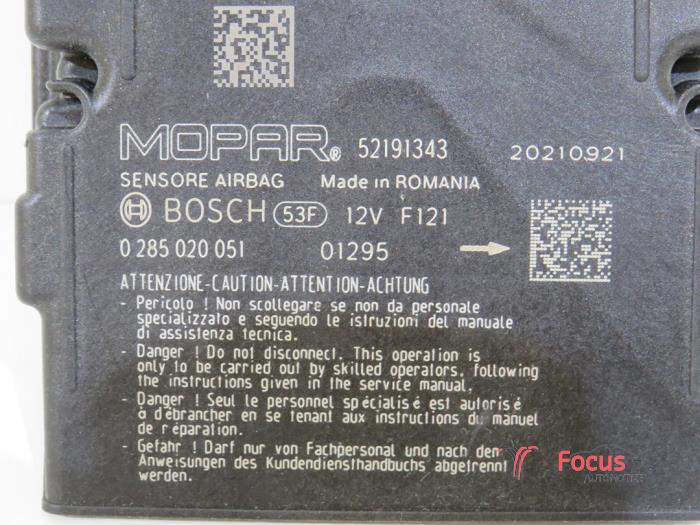 MOPAR® 52191343 20210921
SENSORE AIRBAG Made in ROMANIA
BOSCH 53F 12V F121
0 285 020 051 01295
ATTENZIONE-CAUTION-ATTENTION-ACHTUNG
- Pericolo ! Non scollegare se non da personale
specializzato e seguendo le istruzioni del manuale
di assistenza tecnica.
- Danger ! Do not disconnect. This operation is
only to be carried out by skilled operators, following
the instructions given in the service manual.
- Danger ! Seul le personnel spécialisé est autorisé
à débrancher en se tenant aux instructions du manuel
de réparation.
- Gefahr ! Darf nur von Fachpersonal und nach den
Anweisungen des Kundendiensthandbuchs abgetrennt
werden.
Focus
AUTOMOTIVE